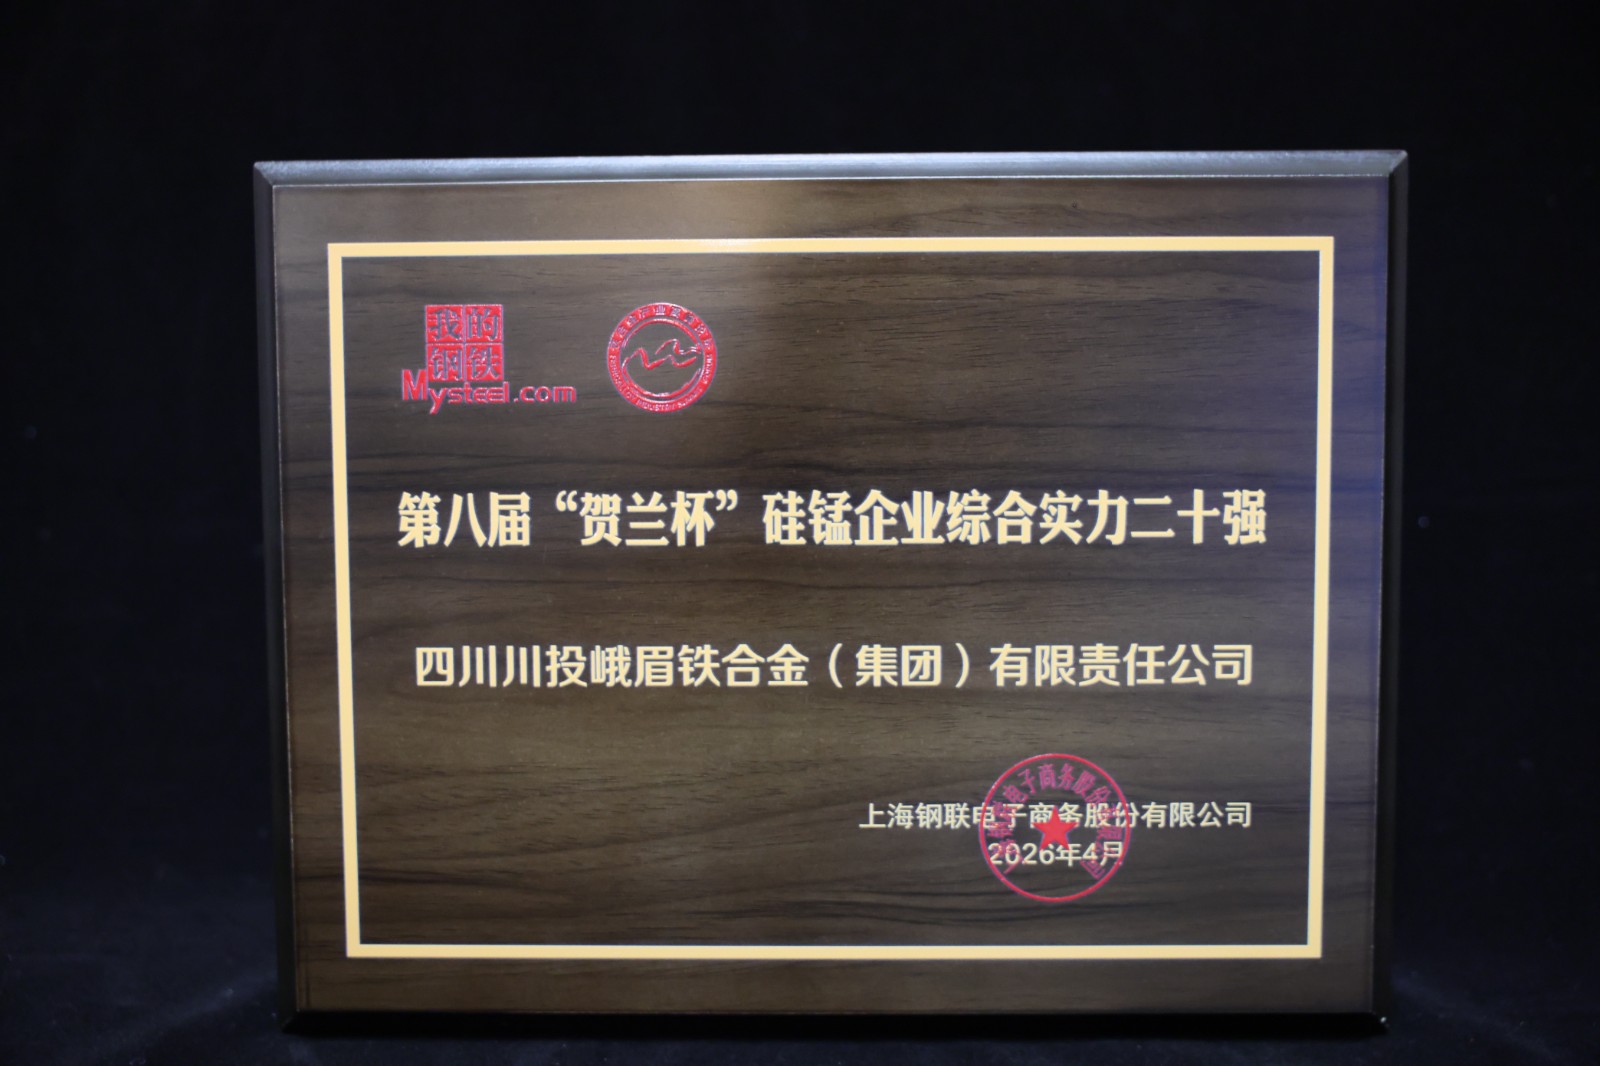 我的
钢铁
Mysteel.com
第八届“贺兰杯”硅锰企业综合实力二十强
四川川投峨眉铁合金（集团）有限责任公司
上海钢联电子商务股份有限公司
2026年4月